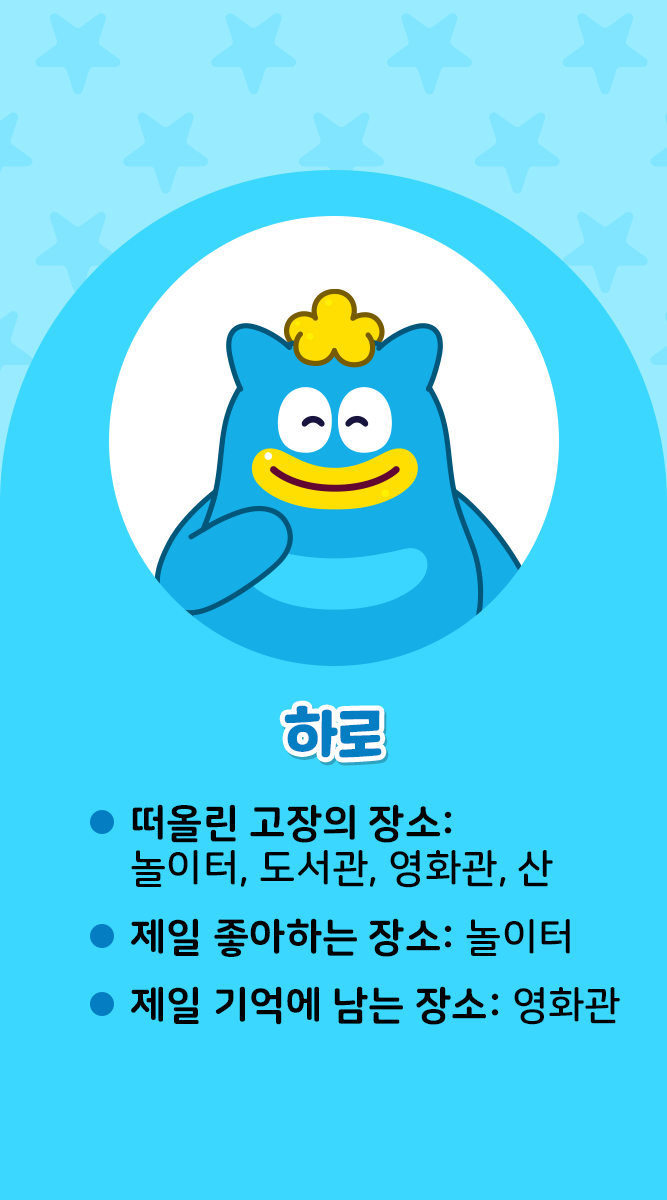 하로
떠올린 고장의 장소:
놀이터, 도서관, 영화관, 산
제일 좋아하는 장소: 놀이터
제일 기억에 남는 장소: 영화관